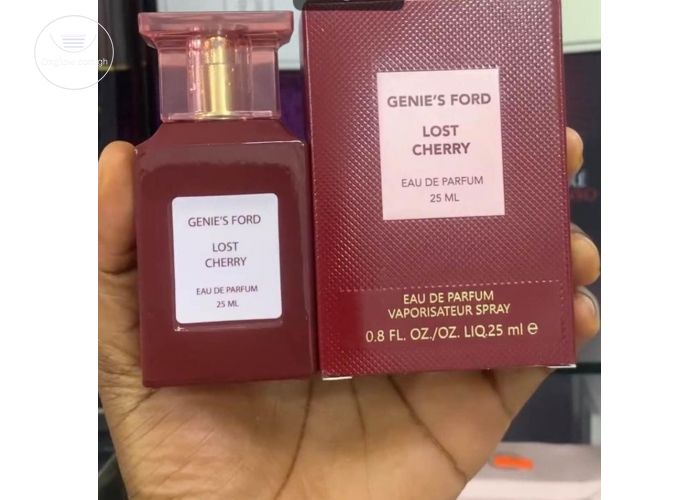 GENIE'S FORD
LOST
CHERRY
EAU DE PARFUM
25 ML
GENIE'S FORD
LOST
CHERRY
EAU DE PARFUM
25 ML
EAU DE PARFUM
VAPORISATEUR SPRAY
0.8 FL. OZ./OZ. LIQ.25 ml ℮